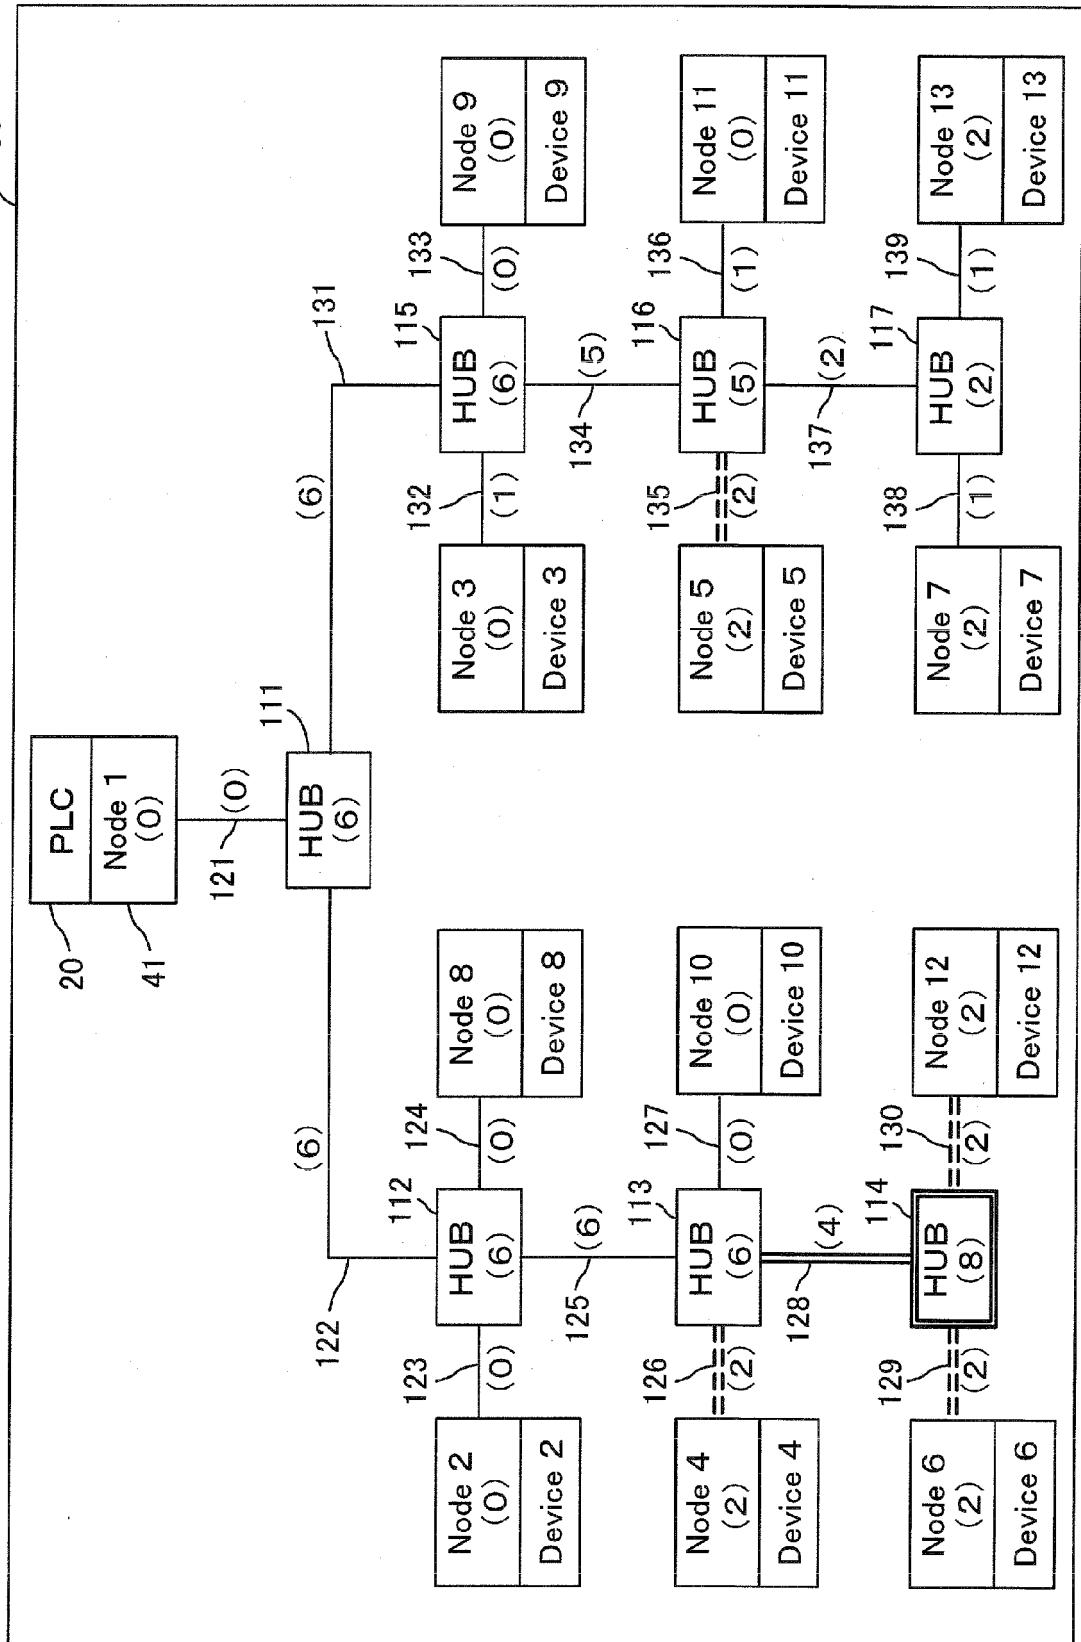 PLC
Node 1
(0)
20
41
121
(0)
111
HUB
(6)
(6)
122
(6)
131
Node 2
(0)
Device 2
123
(0)
112
HUB
(6)
124
(0)
Node 8
(0)
Device 8
Node 3
(0)
Device 3
132
(1)
115
HUB
(6)
133
(0)
Node 9
(0)
Device 9
125
(6)
134
(5)
Node 4
(2)
Device 4
126
(2)
113
HUB
(6)
127
(0)
Node 10
(0)
Device 10
Node 5
(2)
Device 5
135
(2)
116
HUB
(5)
136
(1)
Node 11
(0)
Device 11
128
(4)
137
(2)
Node 6
(2)
Device 6
129
(2)
114
HUB
(8)
130
(2)
Node 12
(2)
Device 12
Node 7
(2)
Device 7
138
(1)
117
HUB
(2)
139
(1)
Node 13
(2)
Device 13